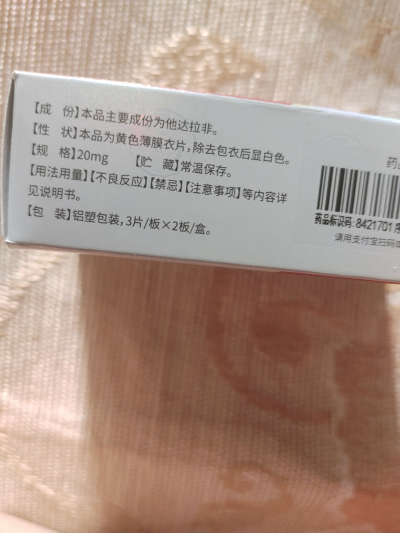 【成 份】本品主要成份为他达拉非。
【性 状】本品为黄色薄膜衣片,除去包衣后显白色。
【规 格】20mg 【贮 藏】常温保存。
【用法用量】【不良反应】【禁忌】【注意事项】等内容详
见说明书。
【包 装】铝塑包装,3片/板×2板/盒。
药
药品标识码:8421701
请用支付宝扫码